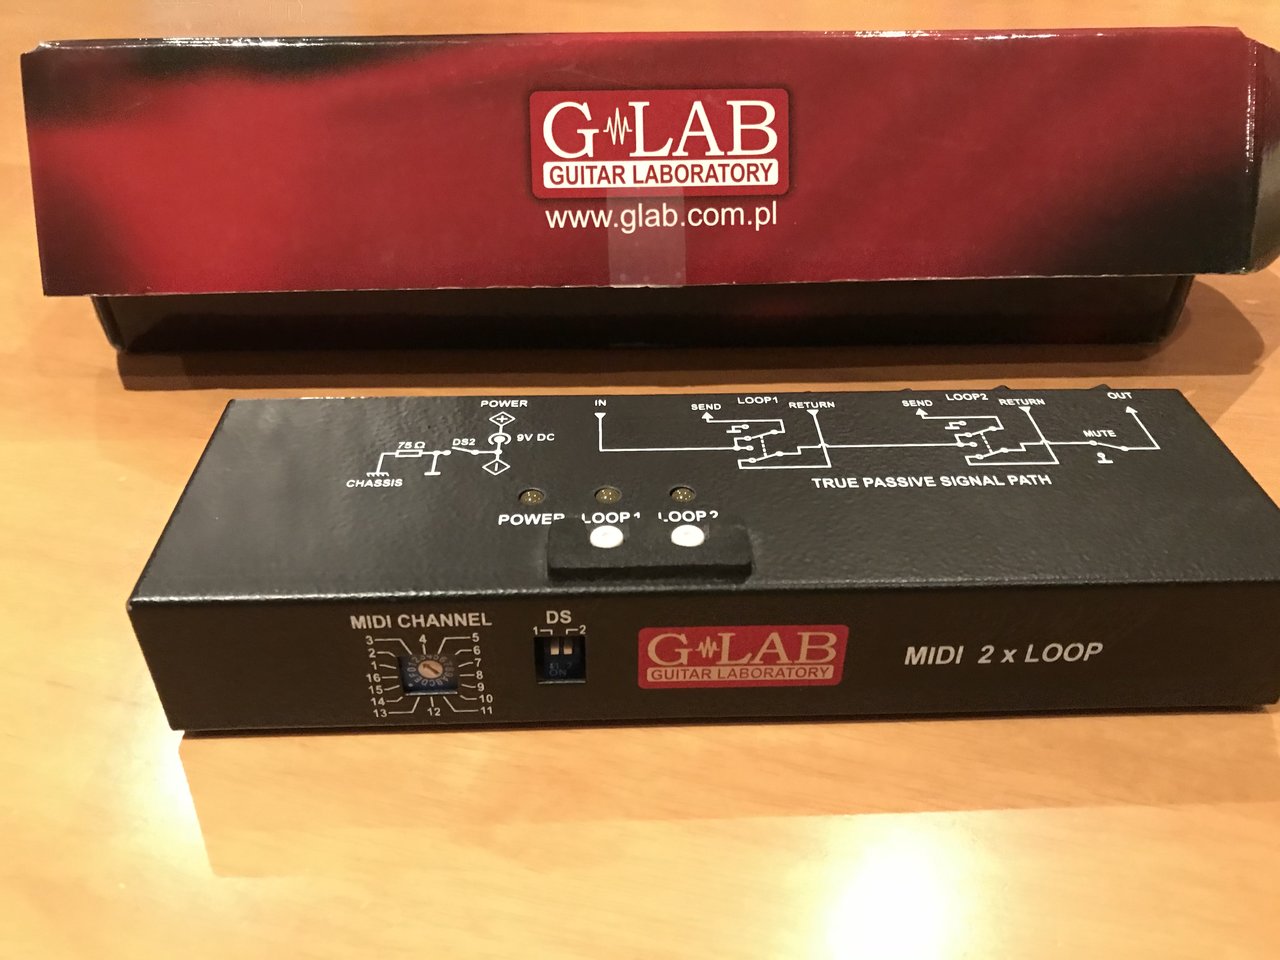 G LAB
GUITAR LABORATORY
www.glab.com.pl
POWER
9V DC
DS2
75 Ω
CHASSIS
IN
SEND LOOP1 RETURN
SEND LOOP2 RETURN
OUT
MUTE
TRUE PASSIVE SIGNAL PATH
POWER LOOP1 LOOP2
MIDI CHANNEL
3 4 5
2 6
1 7
16 8
15 9
14 10
13 12 11
DS
1 2
ON
G LAB
GUITAR LABORATORY
MIDI 2 x LOOP